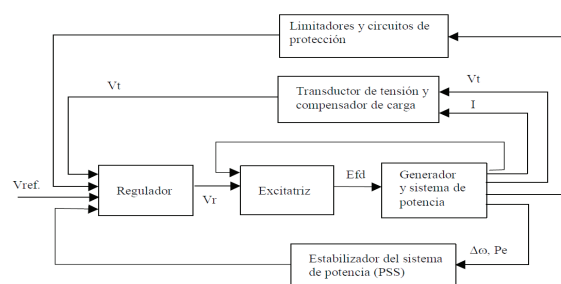 Limitadores y circuitos de
protección
Vt
Transductor de tensión y
compensador de carga
Vt
I
Vref.
Regulador
Vr
Excitatriz
Efd
Generador
y sistema de
potencia
Estabilizador del sistema
de potencia (PSS)
Δω, Pe